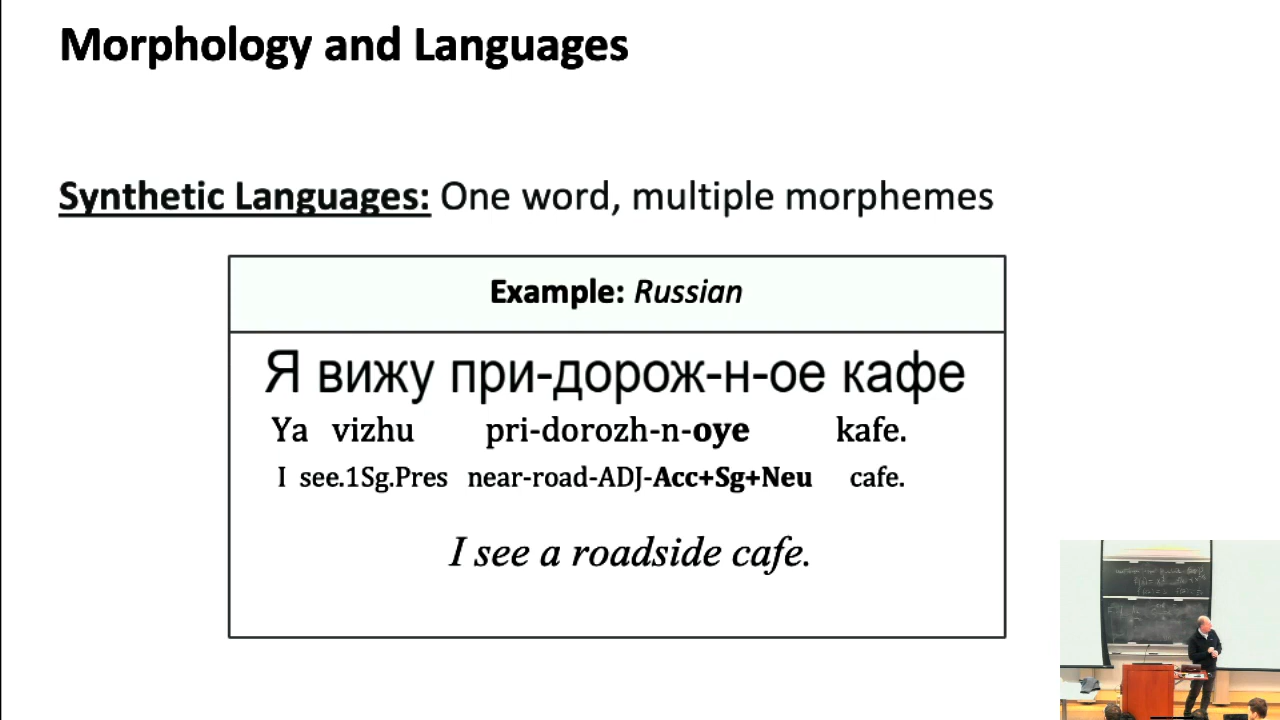 Morphology and Languages
Synthetic Languages: One word, multiple morphemes
Example: Russian
Я вижу при-дорож-н-ое кафе
Ya vizhu pri-dorozh-n-oye kafe.
I see.1Sg.Pres near-road-ADJ-Acc+Sg+Neu cafe.
I see a roadside cafe.